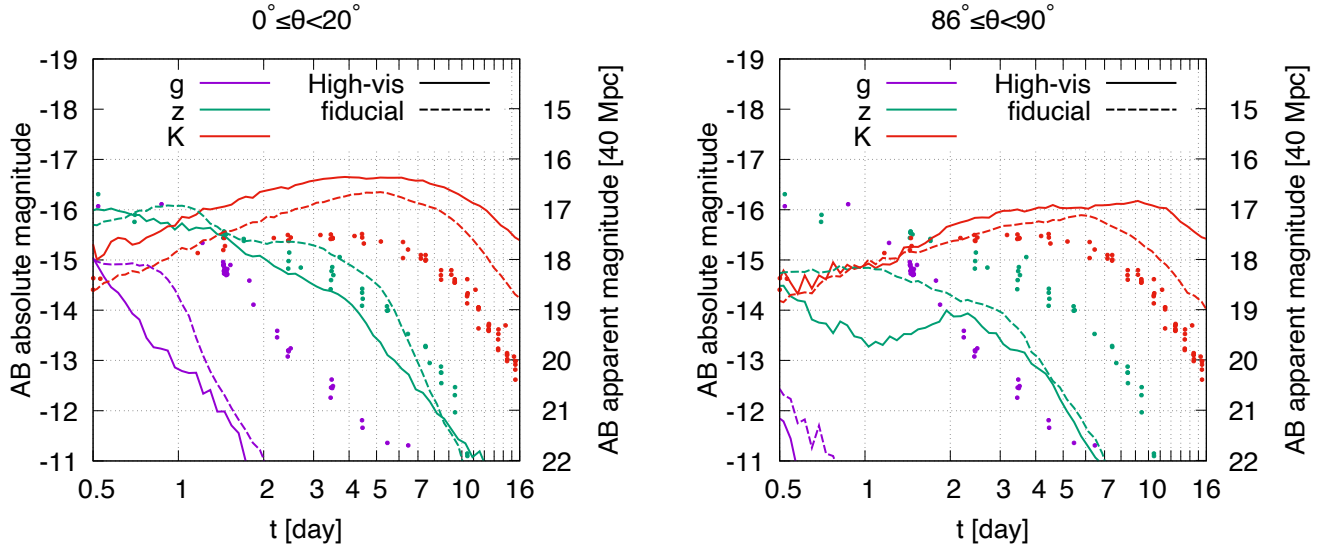 0°≤θ<20°
-19
-18
-17
-16
-15
-14
-13
-12
-11
AB absolute magnitude
g
z
K
High-vis
fiducial
15
16
17
18
19
20
21
22
AB apparent magnitude [40 Mpc]
0.5 1 2 3 4 5 7 10 16
t [day]
86°≤θ<90°
-19
-18
-17
-16
-15
-14
-13
-12
-11
AB absolute magnitude
g
z
K
High-vis
fiducial
15
16
17
18
19
20
21
22
AB apparent magnitude [40 Mpc]
0.5 1 2 3 4 5 7 10 16
t [day]